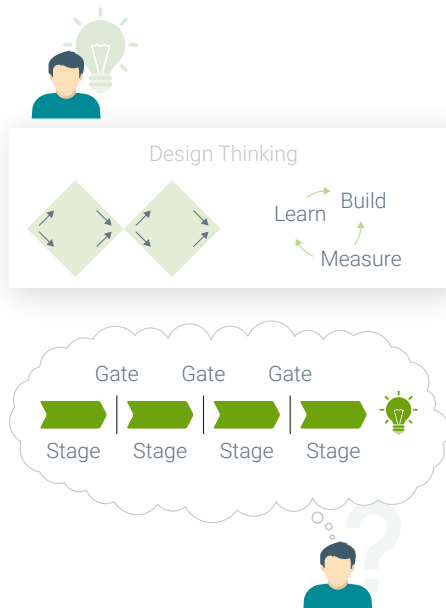 Design Thinking
Build
Learn
Measure
Gate Gate Gate
Stage Stage Stage Stage
?